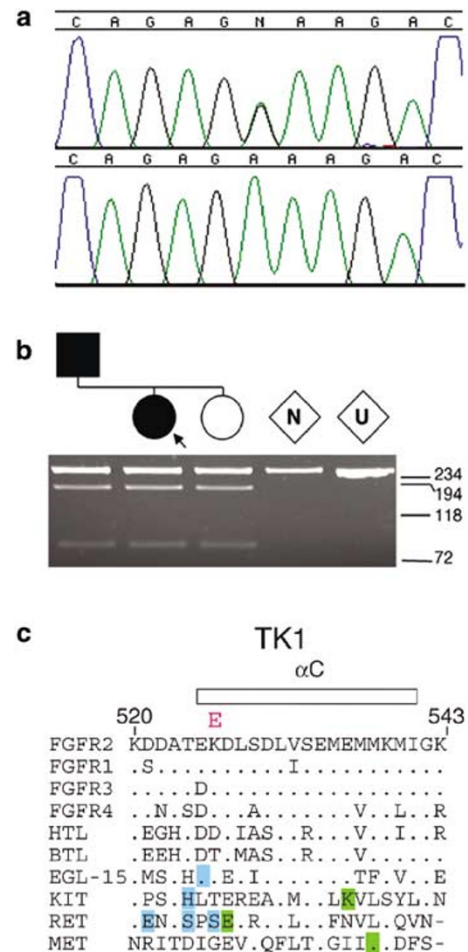 a
C A G A G N A A G A C
C A G A G A A A G A C
b
N U
234
194
118
72
c
TK1
αC
520 543
E
FGFR2 KDDATEKDLSDLVSEMEMMKMIGK
FGFR1 .S..........I...........
FGFR3 .....D..................
FGFR4 ..N.SD...A.......V..L..R
HTL .EGH.DD.IAS..R...V..I..R
BTL .EEH.DT.MAS..R...V.....R
EGL-15 .MS.H..E.I.......TF.V..E
KIT .PS.HLTEREA.M..LKVLSYL.N
RET .EN.SPSE.R..L...FNVL.QVN-
MET NRITDIGEV.QFLT.GII...DFS-